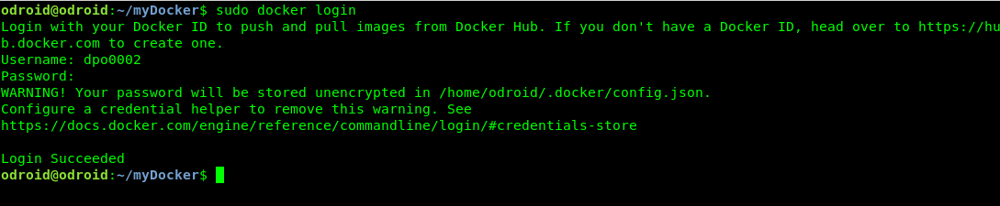 odroid@odroid:~/myDocker$ sudo docker login
Login with your Docker ID to push and pull images from Docker Hub. If you don't have a Docker ID, head over to https://hu
b.docker.com to create one.
Username: dpo0002
Password:
WARNING! Your password will be stored unencrypted in /home/odroid/.docker/config.json.
Configure a credential helper to remove this warning. See
https://docs.docker.com/engine/reference/commandline/login/#credentials-store
Login Succeeded
odroid@odroid:~/myDocker$